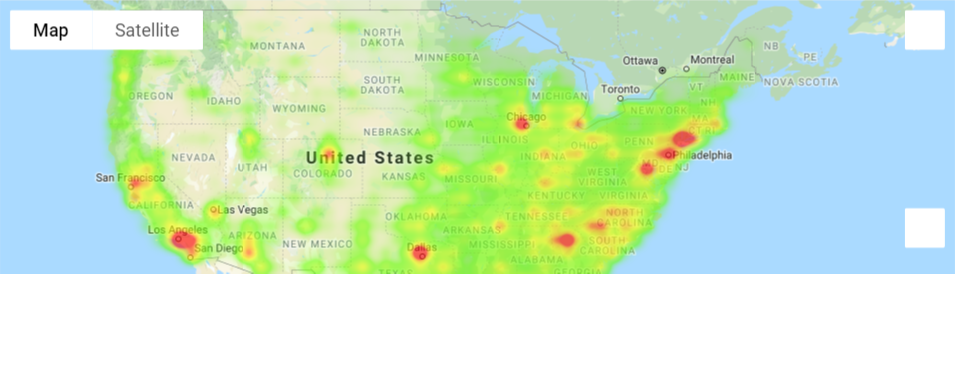 Map
Satellite
NORTH
DAKOTA
MONTANA
MINNESOTA
Ottawa
Montreal
NB
PE
MAINE
NOVA SCOTIA
SOUTH
DAKOTA
WISCONSIN
VT
Toronto
OREGON
IDAHO
WYOMING
MICHIGAN
NH
NEW YORK
MA
Chicago
IOWA
NEBRASKA
ILLINOIS
PENN
OHIO
INDIANA
United States
Philadelphia
NEVADA
UTAH
COLORADO
KANSAS
MISSOURI
WEST
VIRGINIA
MD
DE
NJ
San Francisco
KENTUCKY
VIRGINIA
CALIFORNIA
Las Vegas
OKLAHOMA
TENNESSEE
NORTH
CAROLINA
Los Angeles
ARKANSAS
San Diego
ARIZONA
NEW MEXICO
Dallas
MISSISSIPPI
SOUTH
CAROLINA
ALABAMA
TEXAS
GEORGIA